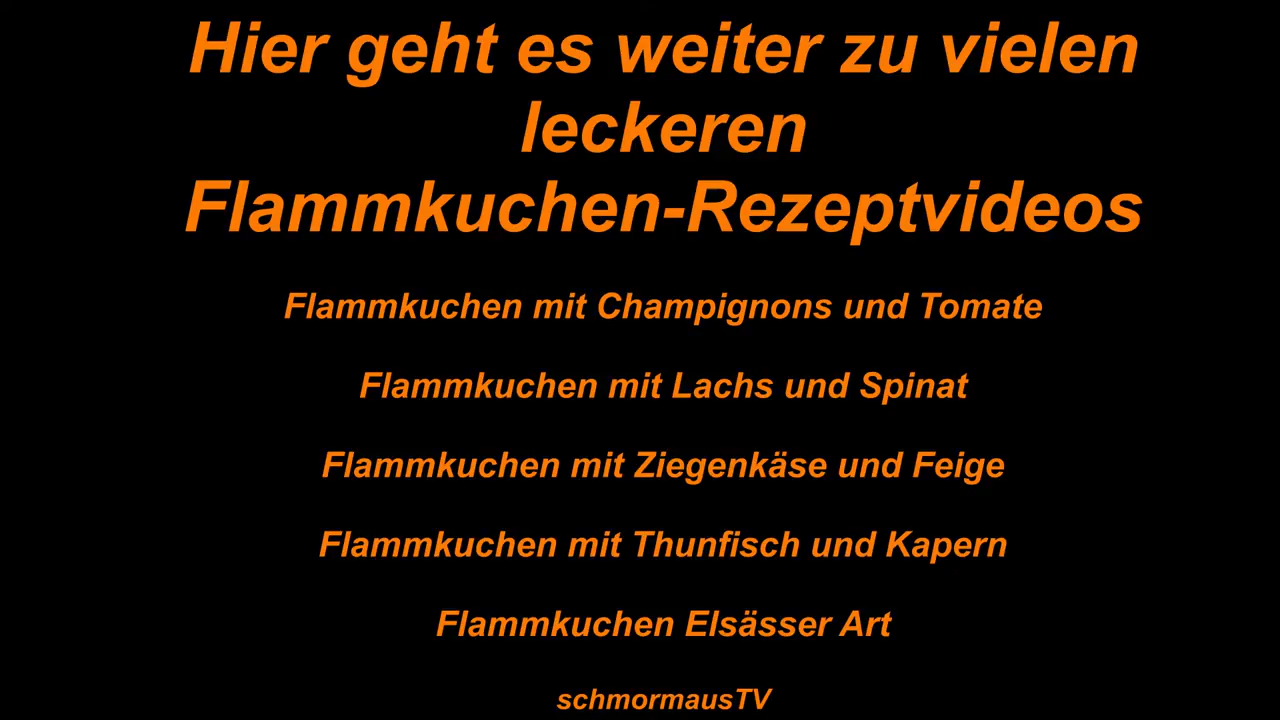 Hier geht es weiter zu vielen
leckeren
Flammkuchen-Rezeptvideos
Flammkuchen mit Champignons und Tomate
Flammkuchen mit Lachs und Spinat
Flammkuchen mit Ziegenkäse und Feige
Flammkuchen mit Thunfisch und Kapern
Flammkuchen Elsässer Art
schmormausTV